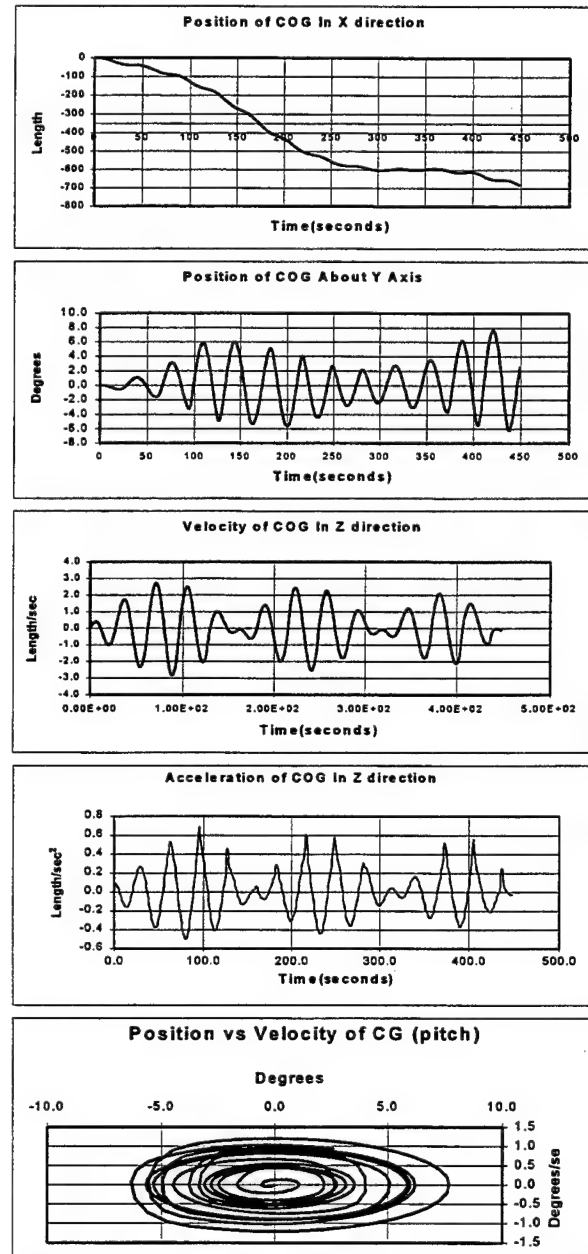 Position of COG In X direction
0
-100
-200
-300
-400
-500
-600
-700
-800
Length
0 50 100 150 200 250 300 350 400 450 500
Time(seconds)
Position of COG About Y Axis
10.0
8.0
6.0
4.0
2.0
0.0
-2.0
-4.0
-6.0
-8.0
Degrees
0 50 100 150 200 250 300 350 400 450 500
Time(seconds)
Velocity of COG In Z direction
4.0
3.0
2.0
1.0
0.0
-1.0
-2.0
-3.0
-4.0
Length/sec
0.00E+00 1.00E+02 2.00E+02 3.00E+02 4.00E+02 5.00E+02
Time(seconds)
Acceleration of COG In Z direction
0.8
0.6
0.4
0.2
0.0
-0.2
-0.4
-0.6
Length/sec²
0.0 100.0 200.0 300.0 400.0 500.0
Time(seconds)
Position vs Velocity of CG (pitch)
Degrees
-10.0 -5.0 0.0 5.0 10.0
1.5
1.0
0.5
0.0
-0.5
-1.0
-1.5
Degrees/se